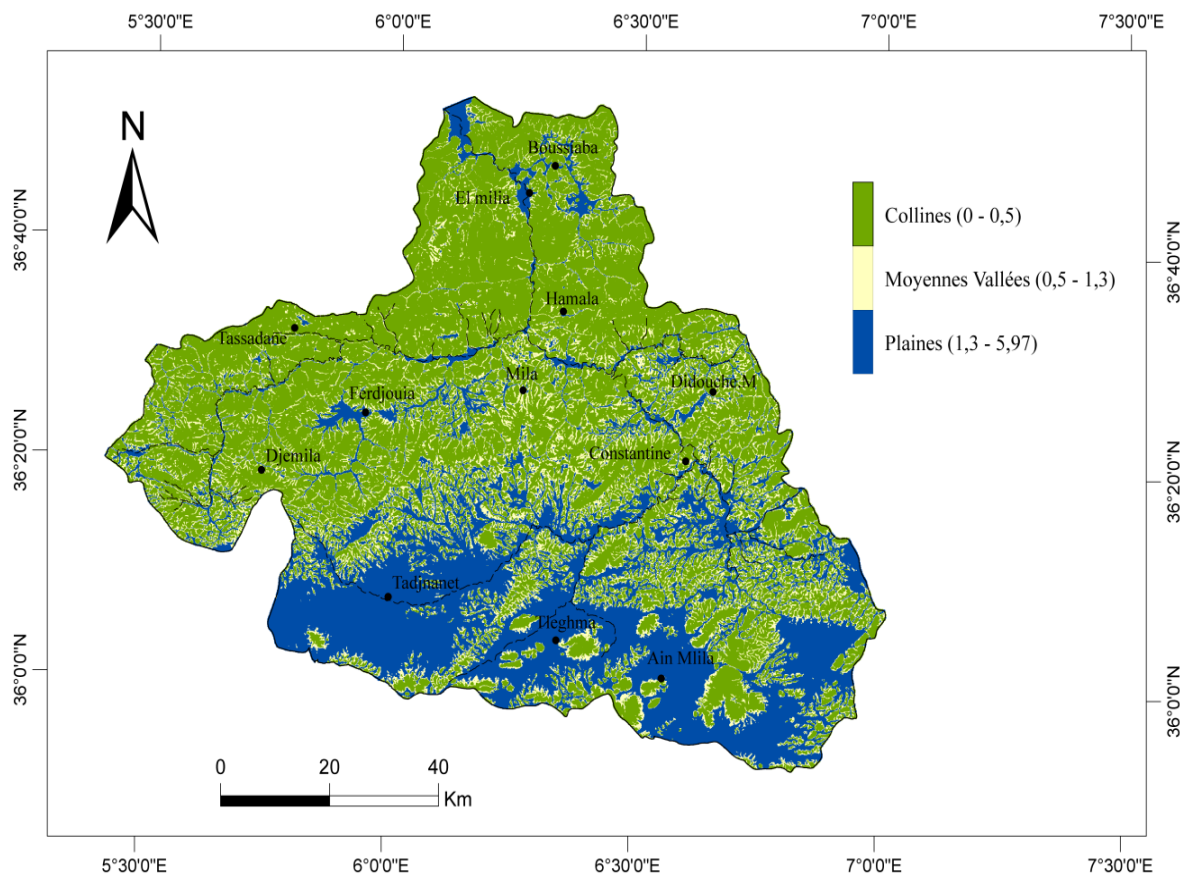 5°30'0"E
6°0'0"E
6°30'0"E
7°0'0"E
7°30'0"E
N
36°40'0"N
36°20'0"N
36°0'0"N
36°40'0"N
36°20'0"N
36°0'0"N
Boussiaba
El milia
Hamala
Tassadane
Mila
Ferdjouia
Didouche.M
Djemila
Constantine
Tadjnanet
Tleghma
Ain Mlila
Collines (0 - 0,5)
Moyennes Vallées (0,5 - 1,3)
Plaines (1,3 - 5,97)
0 20 40
Km
5°30'0"E
6°0'0"E
6°30'0"E
7°0'0"E
7°30'0"E